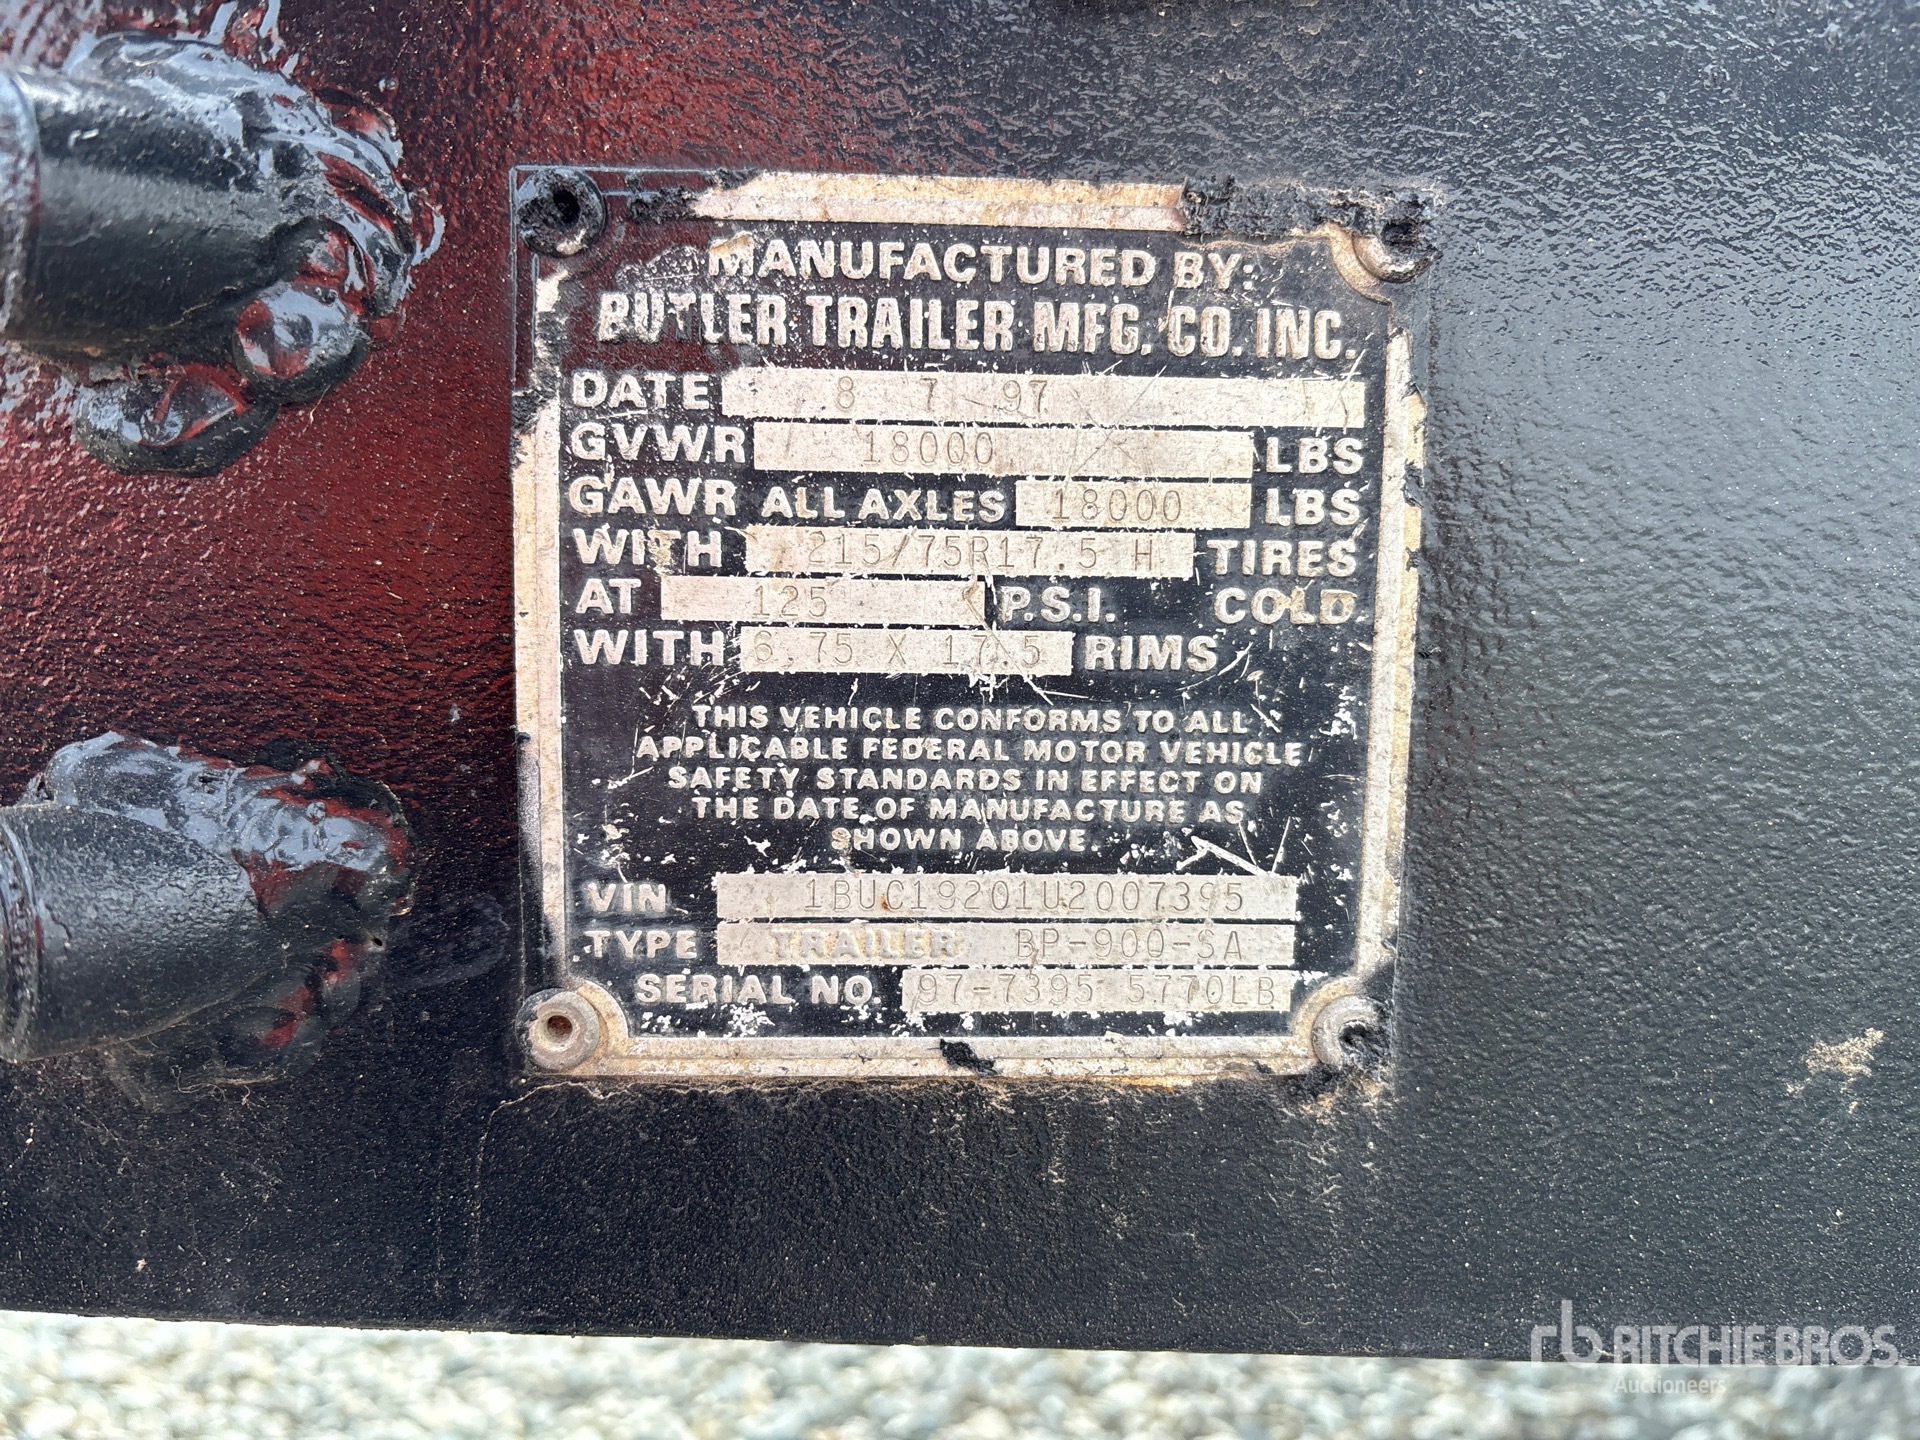 MANUFACTURED BY:
BUTLER TRAILER MFG. CO. INC.
DATE 8 7 97
GVWR 18000 LBS
GAWR ALL AXLES 18000 LBS
WITH 215/75R17.5 H TIRES
AT 125 P.S.I. COLD
WITH 6.75 X 17.5 RIMS
THIS VEHICLE CONFORMS TO ALL
APPLICABLE FEDERAL MOTOR VEHICLE
SAFETY STANDARDS IN EFFECT ON
THE DATE OF MANUFACTURE AS
SHOWN ABOVE.
VIN 1BUC19201U2007395
TYPE TRAILER BP-900-SA
SERIAL NO. 97-7395 5770LB
rb RITCHIE BROS.
Auctioneers